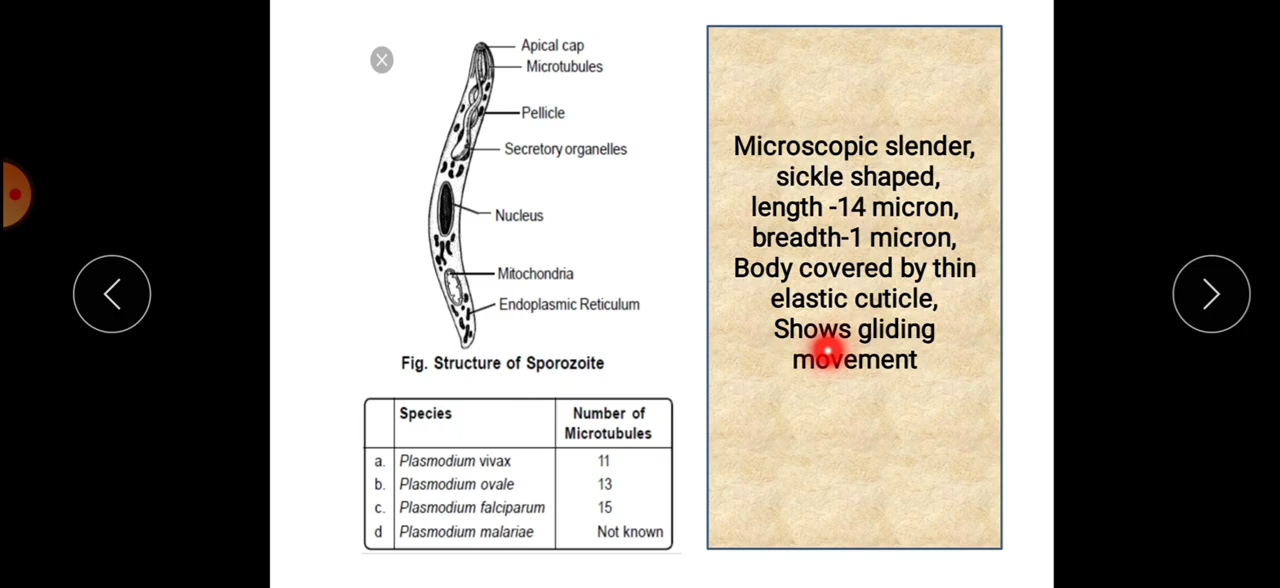 Apical cap
Microtubules
Pellicle
Secretory organelles
Nucleus
Mitochondria
Endoplasmic Reticulum
Fig. Structure of Sporozoite
Species Number of
Microtubules
a. Plasmodium vivax 11
b. Plasmodium ovale 13
c. Plasmodium falciparum 15
d Plasmodium malariae Not known
Microscopic slender,
sickle shaped,
length -14 micron,
breadth-1 micron,
Body covered by thin
elastic cuticle,
Shows gliding
movement